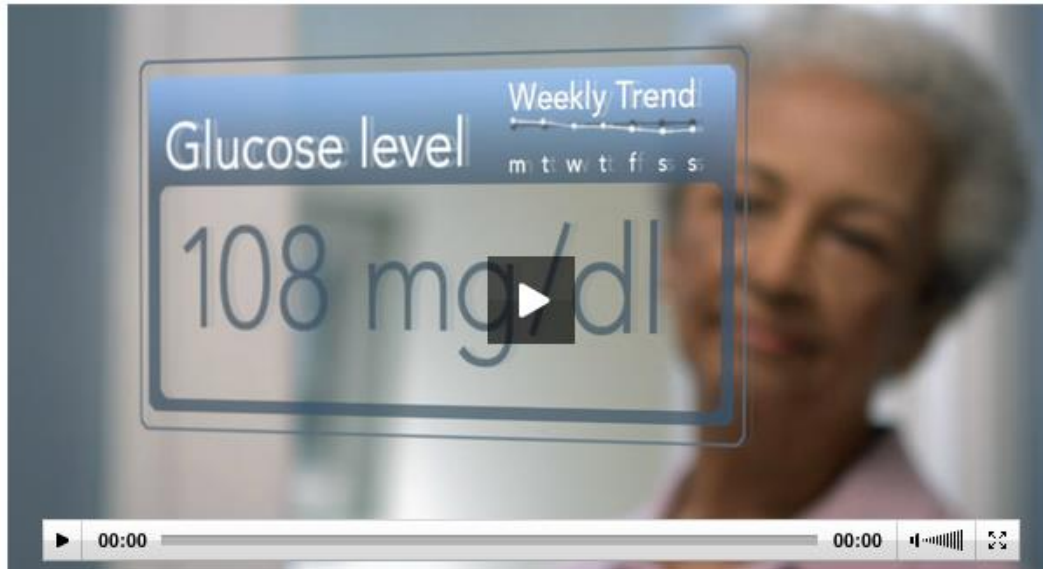 Weekly Trend
Glucose level
m t w t f s s
108 mg/dl
00:00 00:00